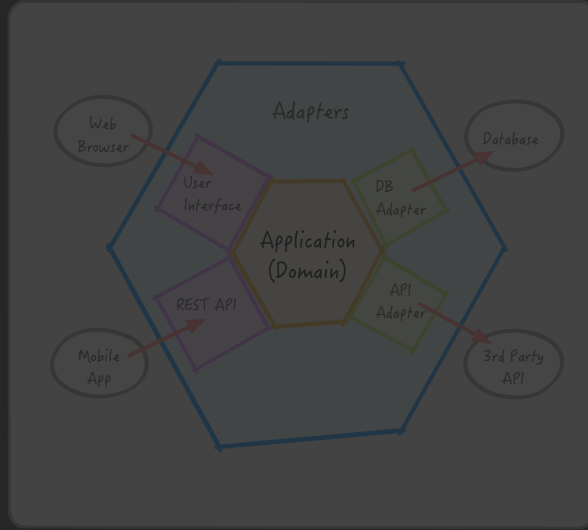 Adapters
Web
Browser
Database
User
Interface
DB
Adapter
Application
(Domain)
REST API
API
Adapter
Mobile
App
3rd Party
API